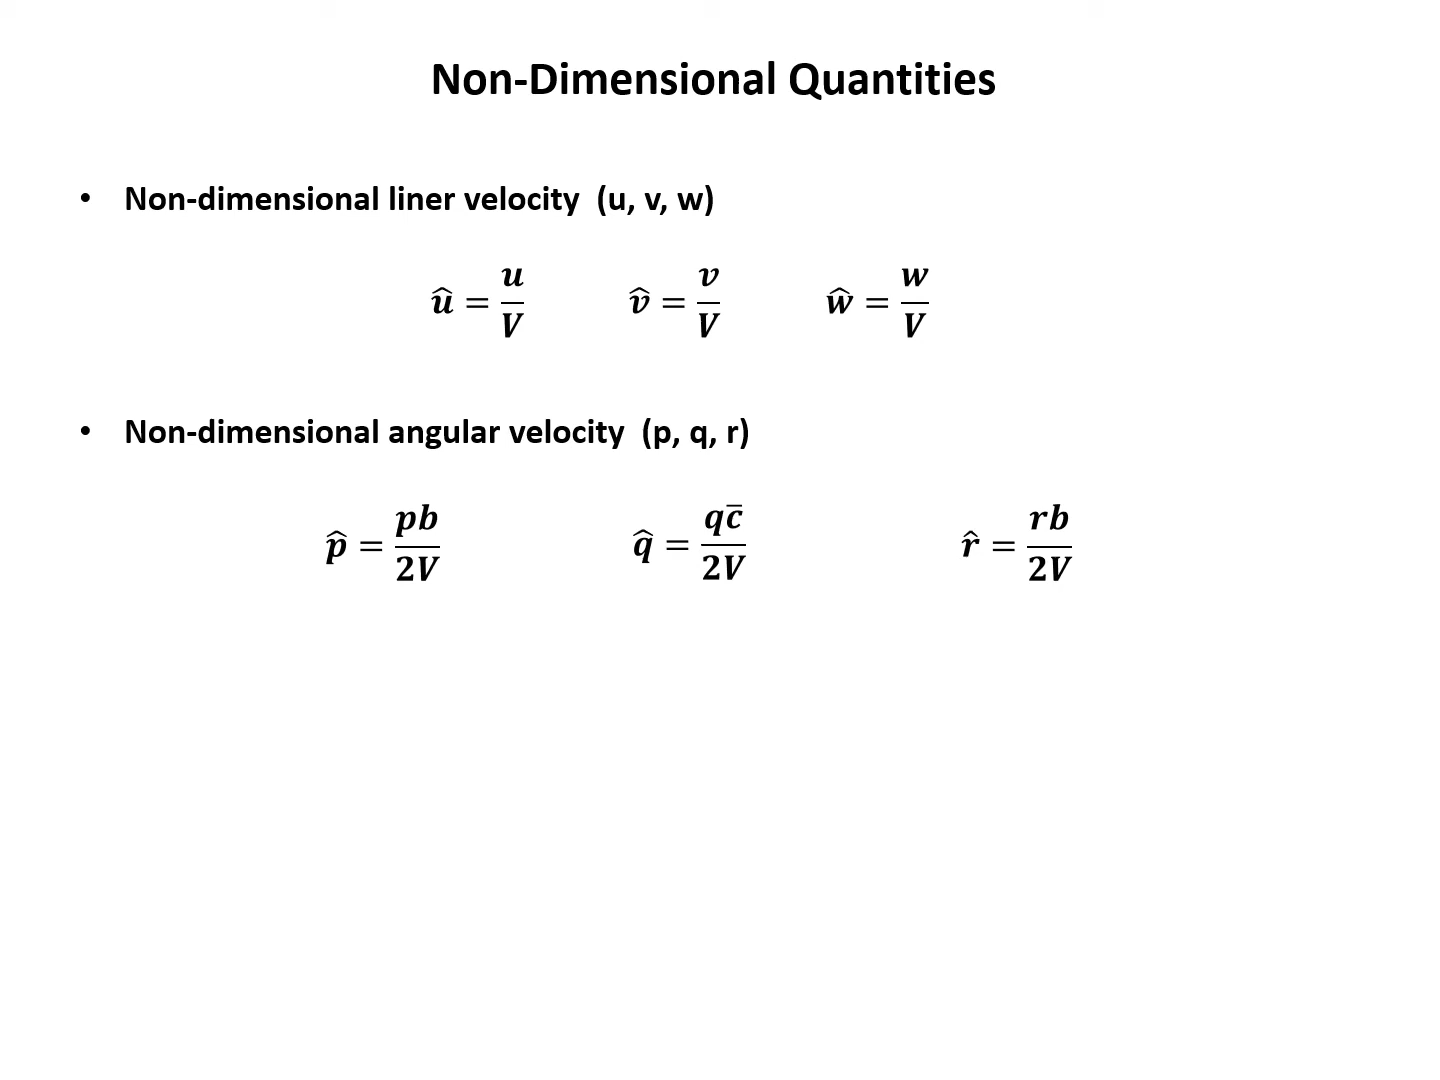 Non-Dimensional Quantities
• Non-dimensional liner velocity (u, v, w)
û = u/V v̂ = v/V ŵ = w/V
• Non-dimensional angular velocity (p, q, r)
p̂ = pb/2V q̂ = qc̄/2V r̂ = rb/2V